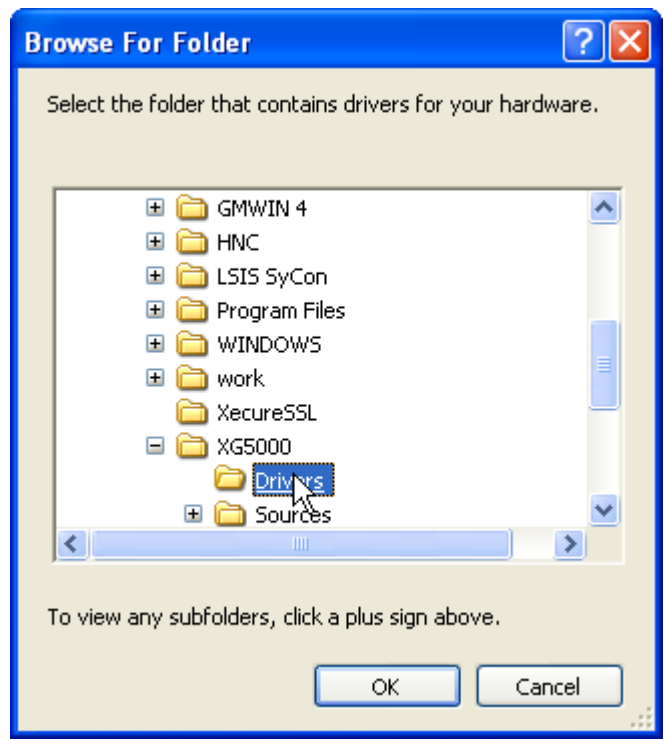 Browse For Folder
Select the folder that contains drivers for your hardware.
GMWIN 4
HNC
LSIS SyCon
Program Files
WINDOWS
work
XecureSSL
XG5000
Drivers
Sources
To view any subfolders, click a plus sign above.
OK Cancel